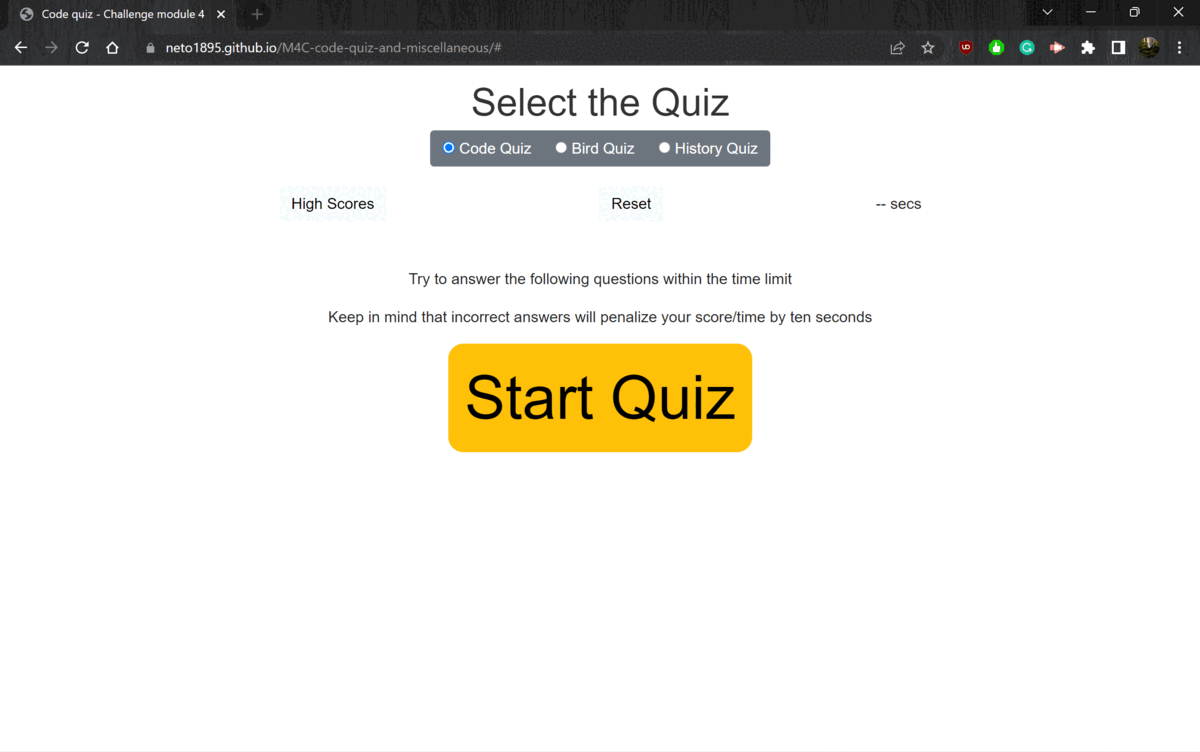 Code quiz - Challenge module 4
neto1895.github.io/M4C-code-quiz-and-miscellaneous/#
Select the Quiz
Code Quiz Bird Quiz History Quiz
High Scores Reset -- secs
Try to answer the following questions within the time limit
Keep in mind that incorrect answers will penalize your score/time by ten seconds
Start Quiz